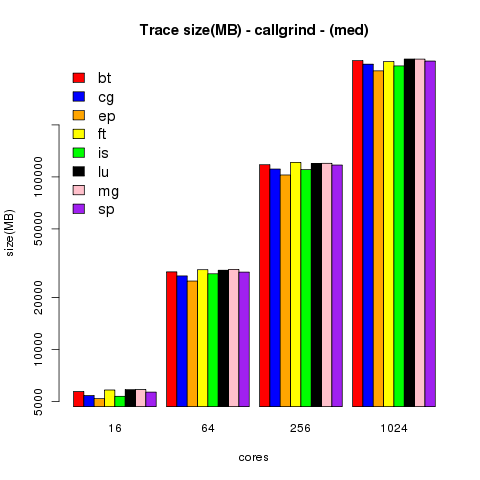 Trace size(MB) - callgrind - (med)
bt
cg
ep
ft
is
lu
mg
sp
size(MB)
10000
50000
20000
10000
5000
16 64 256 1024
cores